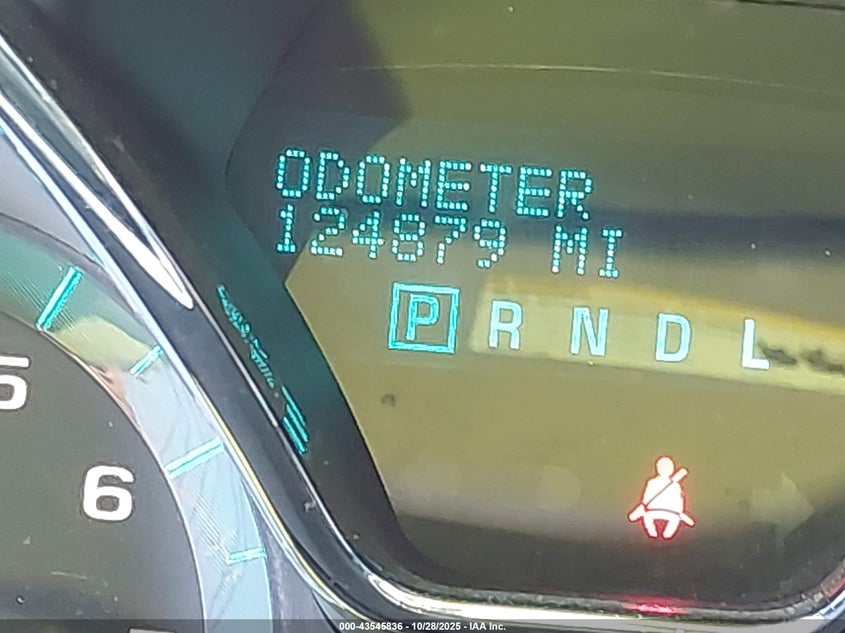 ODOMETER
124879 MI
P R N D L
5
6
000-43545836 - 10/28/2025 - IAA Inc.